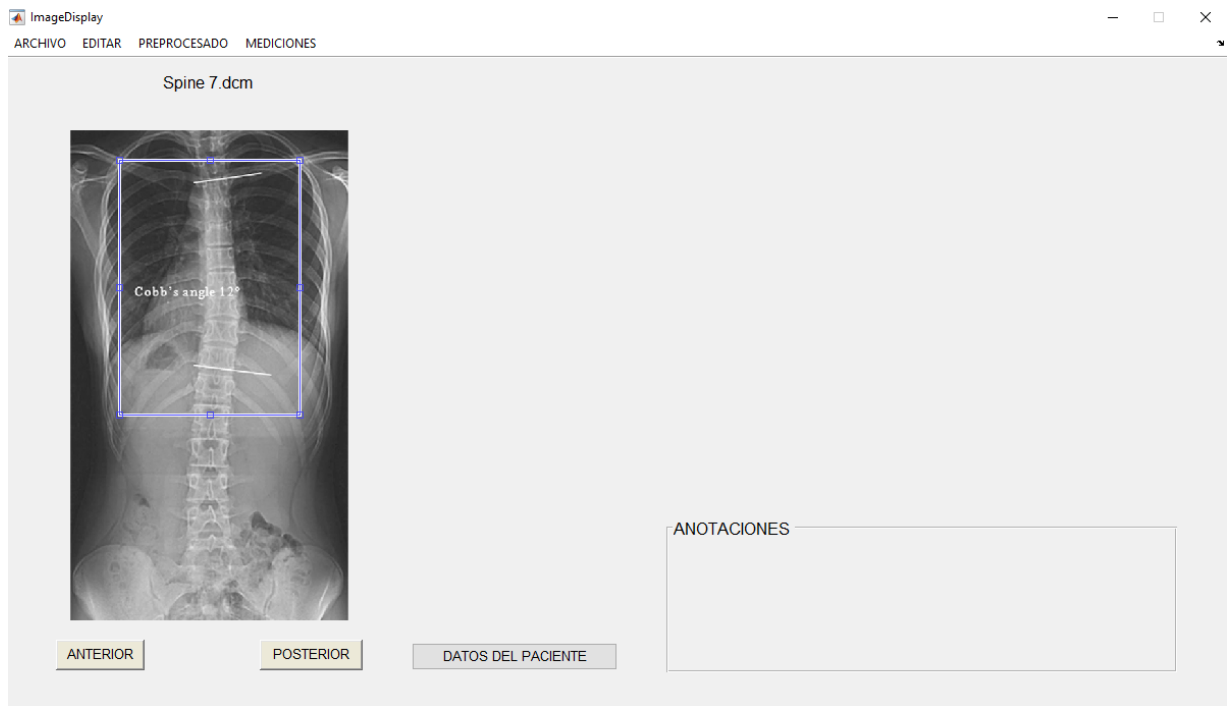 ImageDisplay
ARCHIVO EDITAR PREPROCESADO MEDICIONES
Spine 7.dcm
Cobb's angle 12°
ANOTACIONES
ANTERIOR POSTERIOR DATOS DEL PACIENTE